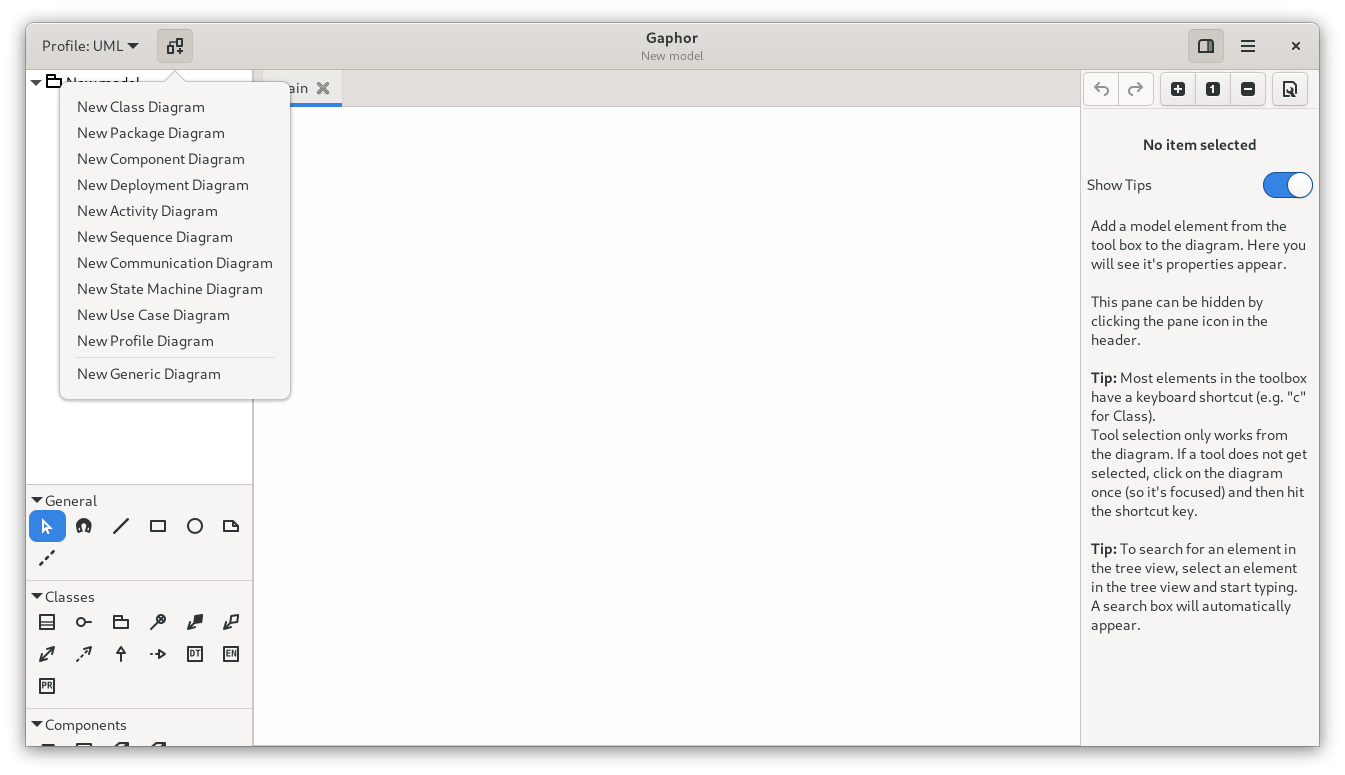 Profile: UML
Gaphor
New model
New model
ain
New Class Diagram
New Package Diagram
New Component Diagram
New Deployment Diagram
New Activity Diagram
New Sequence Diagram
New Communication Diagram
New State Machine Diagram
New Use Case Diagram
New Profile Diagram
New Generic Diagram
General
Classes
DT
EN
PR
Components
1
No item selected
Show Tips
Add a model element from the
tool box to the diagram. Here you
will see it's properties appear.
This pane can be hidden by
clicking the pane icon in the
header.
Tip: Most elements in the toolbox
have a keyboard shortcut (e.g. "c"
for Class).
Tool selection only works from
the diagram. If a tool does not get
selected, click on the diagram
once (so it's focused) and then hit
the shortcut key.
Tip: To search for an element in
the tree view, select an element
in the tree view and start typing.
A search box will automatically
appear.